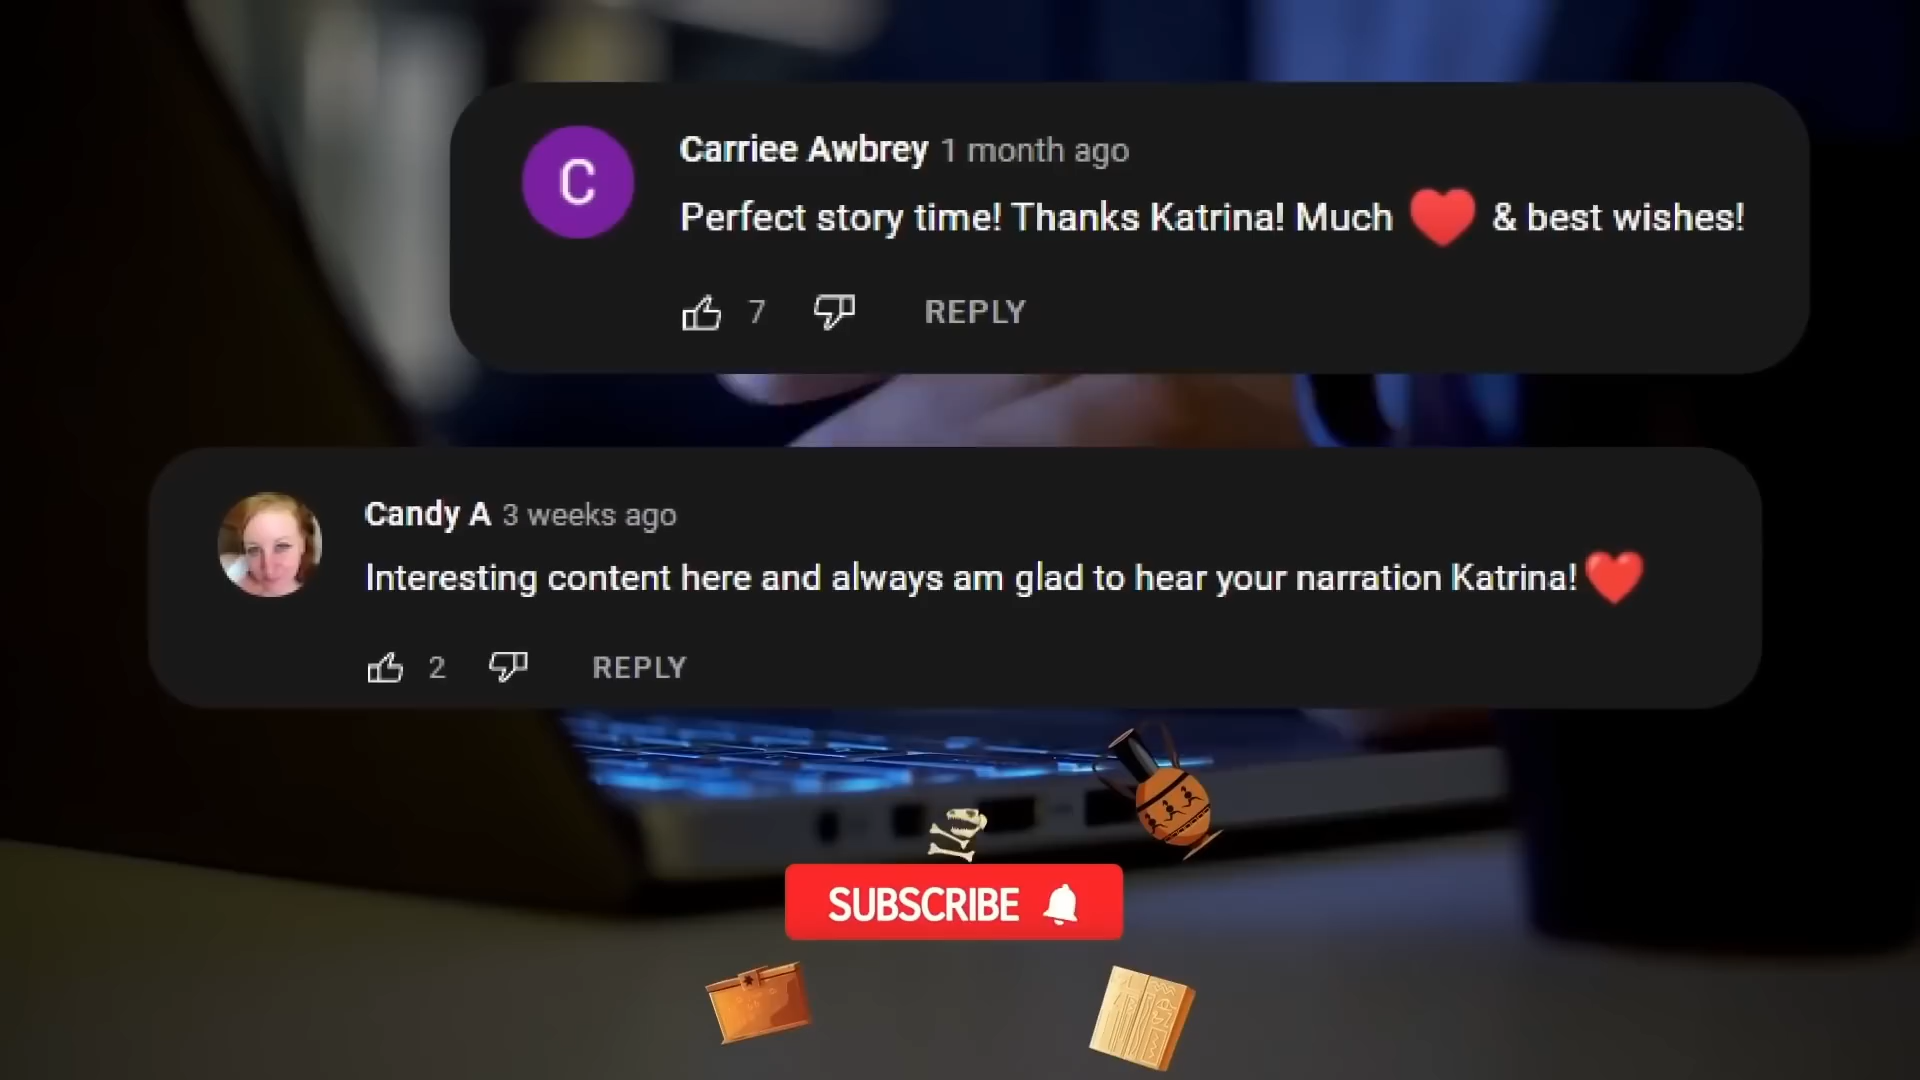 C
Carriee Awbrey 1 month ago
Perfect story time! Thanks Katrina! Much ❤️ & best wishes!
7 REPLY
Candy A 3 weeks ago
Interesting content here and always am glad to hear your narration Katrina!❤️
2 REPLY
SUBSCRIBE